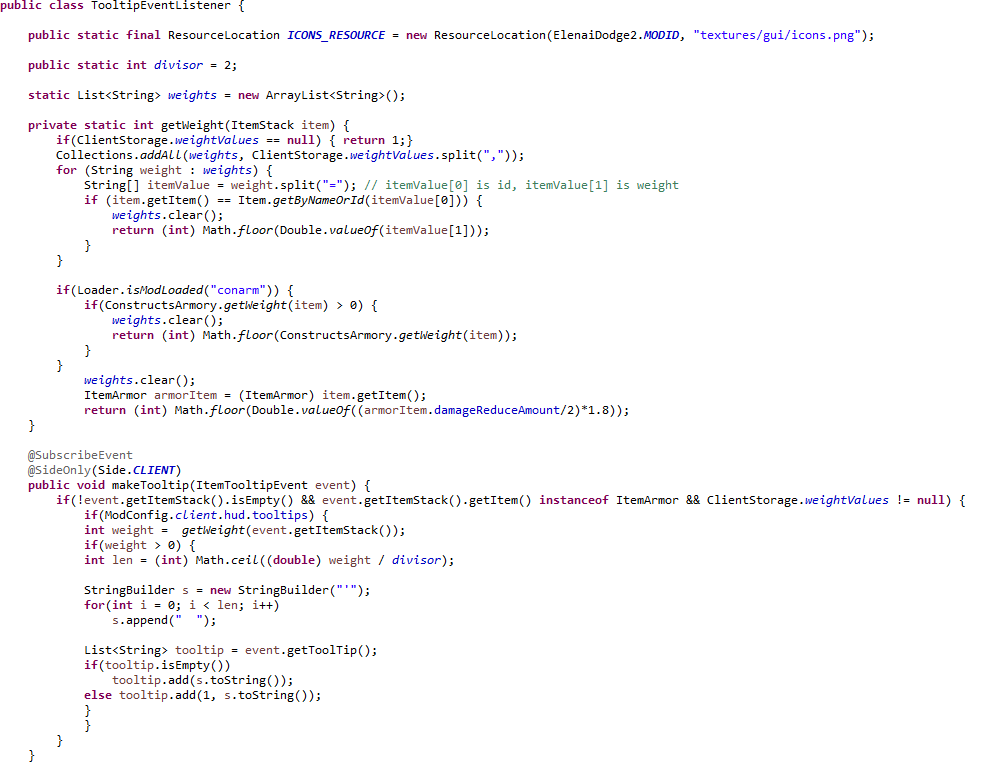 public class TooltipEventListener {
public static final ResourceLocation ICONS_RESOURCE = new ResourceLocation(ElenaiDodge2.MODID, "textures/gui/icons.png");
public static int divisor = 2;
static List<String> weights = new ArrayList<String>();
private static int getWeight(ItemStack item) {
if(ClientStorage.weightValues == null) { return 1;}
Collections.addAll(weights, ClientStorage.weightValues.split(","));
for (String weight : weights) {
String[] itemValue = weight.split("="); // itemValue[0] is id, itemValue[1] is weight
if (item.getItem() == Item.getByNameOrId(itemValue[0])) {
weights.clear();
return (int) Math.floor(Double.valueOf(itemValue[1]));
}
}
if(Loader.isModLoaded("conarm")) {
if(ConstructsArmory.getWeight(item) > 0) {
weights.clear();
return (int) Math.floor(ConstructsArmory.getWeight(item));
}
}
weights.clear();
ItemArmor armorItem = (ItemArmor) item.getItem();
return (int) Math.floor(Double.valueOf((armorItem.damageReduceAmount/2)*1.8));
}
@SubscribeEvent
@SideOnly(Side.CLIENT)
public void makeTooltip(ItemTooltipEvent event) {
if(!event.getItemStack().isEmpty() && event.getItemStack().getItem() instanceof ItemArmor && ClientStorage.weightValues != null) {
if(ModConfig.client.hud.tooltips) {
int weight =  getWeight(event.getItemStack());
if(weight > 0) {
int len = (int) Math.ceil((double) weight / divisor);
StringBuilder s = new StringBuilder("'");
for(int i = 0; i < len; i++)
s.append("  ");
List<String> tooltip = event.getToolTip();
if(tooltip.isEmpty())
tooltip.add(s.toString());
else tooltip.add(1, s.toString());
}
}
}
}